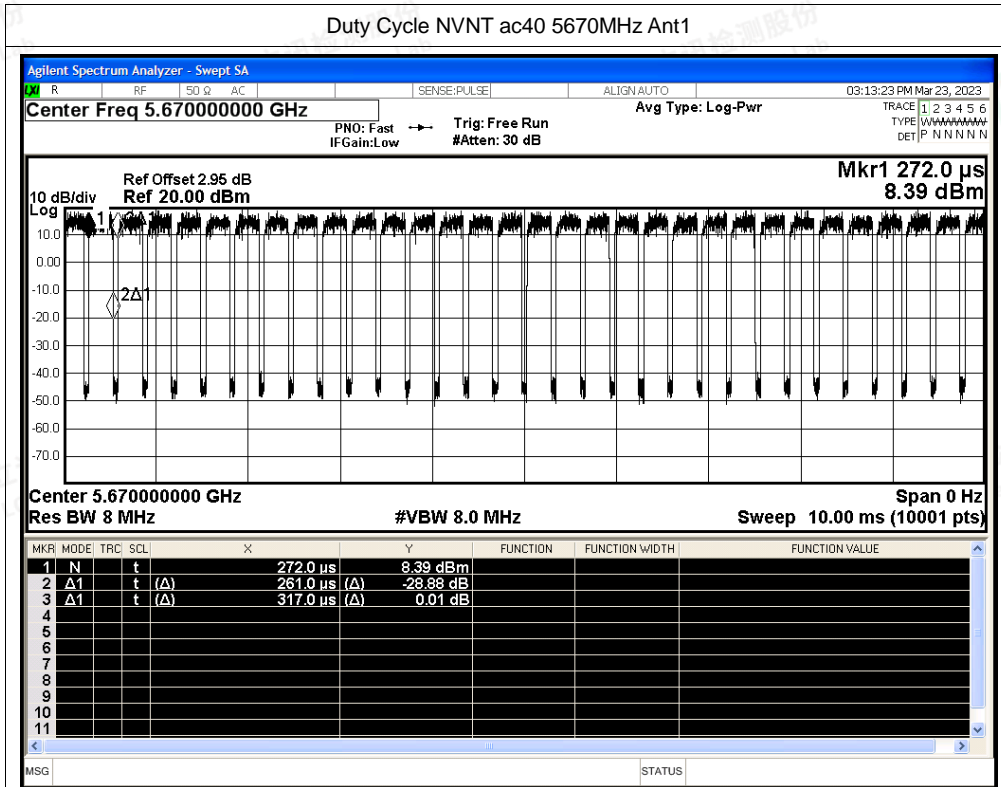 Duty Cycle NVNT ac40 5670MHz Ant1
Agilent Spectrum Analyzer - Swept SA
LXI R RF 50 Ω AC SENSE:PULSE ALIGN AUTO 03:13:23 PM Mar 23, 2023
Center Freq 5.670000000 GHz Avg Type: Log-Pwr TRACE 1 2 3 4 5 6
PNO: Fast Trig: Free Run TYPE
IFGain:Low #Atten: 30 dB DET P N N N N N
Mkr1 272.0 µs
Ref Offset 2.95 dB
10 dB/div Ref 20.00 dBm 8.39 dBm
Log
1
10.0
0.00
-10.0
2Δ1
-20.0
-30.0
-40.0
-50.0
-60.0
-70.0
Center 5.670000000 GHz Span 0 Hz
Res BW 8 MHz #VBW 8.0 MHz Sweep 10.00 ms (10001 pts)
MKR MODE TRC SCL X Y FUNCTION FUNCTION WIDTH FUNCTION VALUE
1 N t 272.0 µs 8.39 dBm
2 Δ1 t (Δ) 261.0 µs (Δ) -28.88 dB
3 Δ1 t (Δ) 317.0 µs (Δ) 0.01 dB
4
5
6
7
8
9
10
11
MSG STATUS